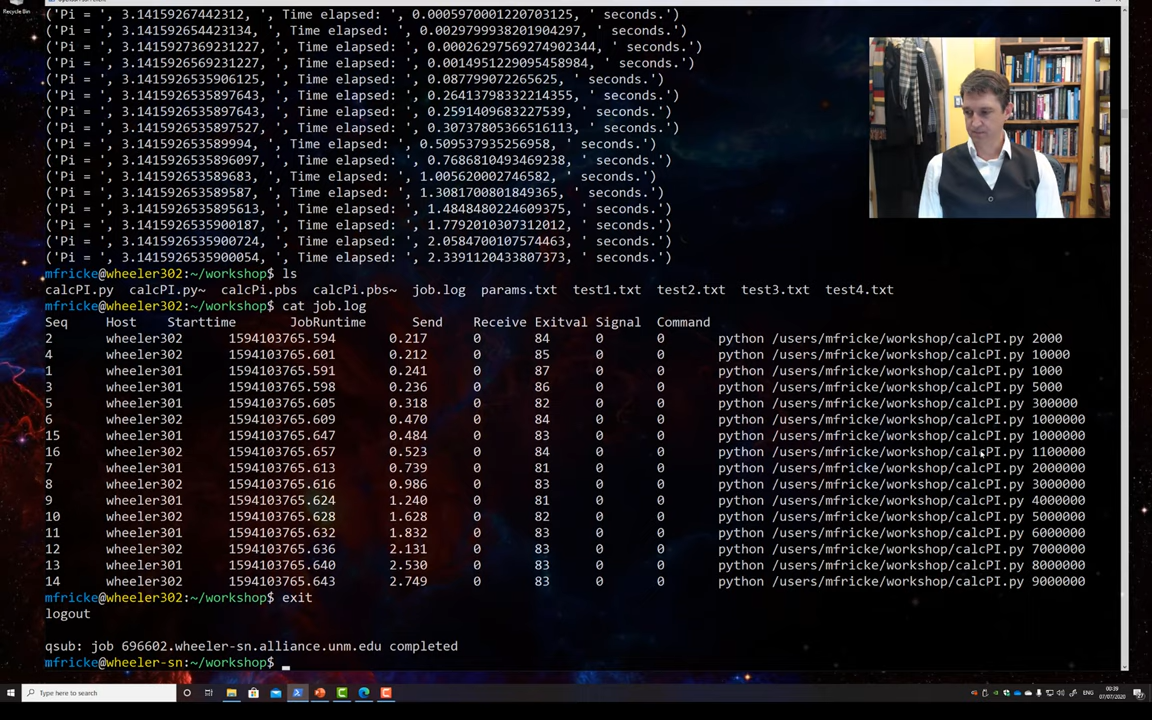 Recycle Bin
('Pi = ', 3.14159267442312, ', Time elapsed: ', 0.0005970001220703125, ' seconds.')
('Pi = ', 3.141592654423134, ', Time elapsed: ', 0.002979993820190​4297, ' seconds.')
('Pi = ', 3.1415927369231227, ', Time elapsed: ', 0.00026297569274902344, ' seconds.')
('Pi = ', 3.1415926569231227, ', Time elapsed: ', 0.0014951229095458984, ' seconds.')
('Pi = ', 3.1415926535906125, ', Time elapsed: ', 0.087799072265625, ' seconds.')
('Pi = ', 3.1415926535897643, ', Time elapsed: ', 0.26413798332214355, ' seconds.')
('Pi = ', 3.1415926535897643, ', Time elapsed: ', 0.2591409683227539, ' seconds.')
('Pi = ', 3.1415926535897527, ', Time elapsed: ', 0.30737805366516113, ' seconds.')
('Pi = ', 3.141592653589994, ', Time elapsed: ', 0.509537935256958, ' seconds.')
('Pi = ', 3.1415926535896097, ', Time elapsed: ', 0.7686810493469238, ' seconds.')
('Pi = ', 3.141592653589683, ', Time elapsed: ', 1.005620002746582, ' seconds.')
('Pi = ', 3.141592653589587, ', Time elapsed: ', 1.3081700801849365, ' seconds.')
('Pi = ', 3.1415926535895613, ', Time elapsed: ', 1.4848480224609375, ' seconds.')
('Pi = ', 3.1415926535900187, ', Time elapsed: ', 1.7792010307312012, ' seconds.')
('Pi = ', 3.1415926535900724, ', Time elapsed: ', 2.0584700107574463, ' seconds.')
('Pi = ', 3.1415926535900054, ', Time elapsed: ', 2.3391120433807373, ' seconds.')
mfricke@wheeler302:~/workshop$ ls
calcPI.py calcPI.py~ calcPi.pbs calcPi.pbs~ job.log params.txt test1.txt test2.txt test3.txt test4.txt
mfricke@wheeler302:~/workshop$ cat job.log
Seq Host Starttime JobRuntime Send Receive Exitval Signal Command
2 wheeler302 1594103765.594 0.217 0 84 0 0 python /users/mfricke/workshop/calcPI.py 2000
4 wheeler302 1594103765.601 0.212 0 85 0 0 python /users/mfricke/workshop/calcPI.py 10000
1 wheeler301 1594103765.591 0.241 0 87 0 0 python /users/mfricke/workshop/calcPI.py 1000
3 wheeler301 1594103765.598 0.236 0 86 0 0 python /users/mfricke/workshop/calcPI.py 5000
5 wheeler301 1594103765.605 0.318 0 82 0 0 python /users/mfricke/workshop/calcPI.py 300000
6 wheeler302 1594103765.609 0.470 0 84 0 0 python /users/mfricke/workshop/calcPI.py 1000000
15 wheeler301 1594103765.647 0.484 0 83 0 0 python /users/mfricke/workshop/calcPI.py 1000000
16 wheeler302 1594103765.657 0.523 0 84 0 0 python /users/mfricke/workshop/calcPI.py 1100000
7 wheeler301 1594103765.613 0.739 0 81 0 0 python /users/mfricke/workshop/calcPI.py 2000000
8 wheeler302 1594103765.616 0.986 0 83 0 0 python /users/mfricke/workshop/calcPI.py 3000000
9 wheeler301 1594103765.624 1.240 0 81 0 0 python /users/mfricke/workshop/calcPI.py 4000000
10 wheeler302 1594103765.628 1.628 0 82 0 0 python /users/mfricke/workshop/calcPI.py 5000000
11 wheeler301 1594103765.632 1.832 0 83 0 0 python /users/mfricke/workshop/calcPI.py 6000000
12 wheeler302 1594103765.636 2.131 0 83 0 0 python /users/mfricke/workshop/calcPI.py 7000000
13 wheeler301 1594103765.640 2.530 0 83 0 0 python /users/mfricke/workshop/calcPI.py 8000000
14 wheeler302 1594103765.643 2.749 0 83 0 0 python /users/mfricke/workshop/calcPI.py 9000000
mfricke@wheeler302:~/workshop$ exit
logout
qsub: job 696602.wheeler-sn.alliance.unm.edu completed
mfricke@wheeler-sn:~/workshop$
Type here to search
ENG
00:39
07/07/2020